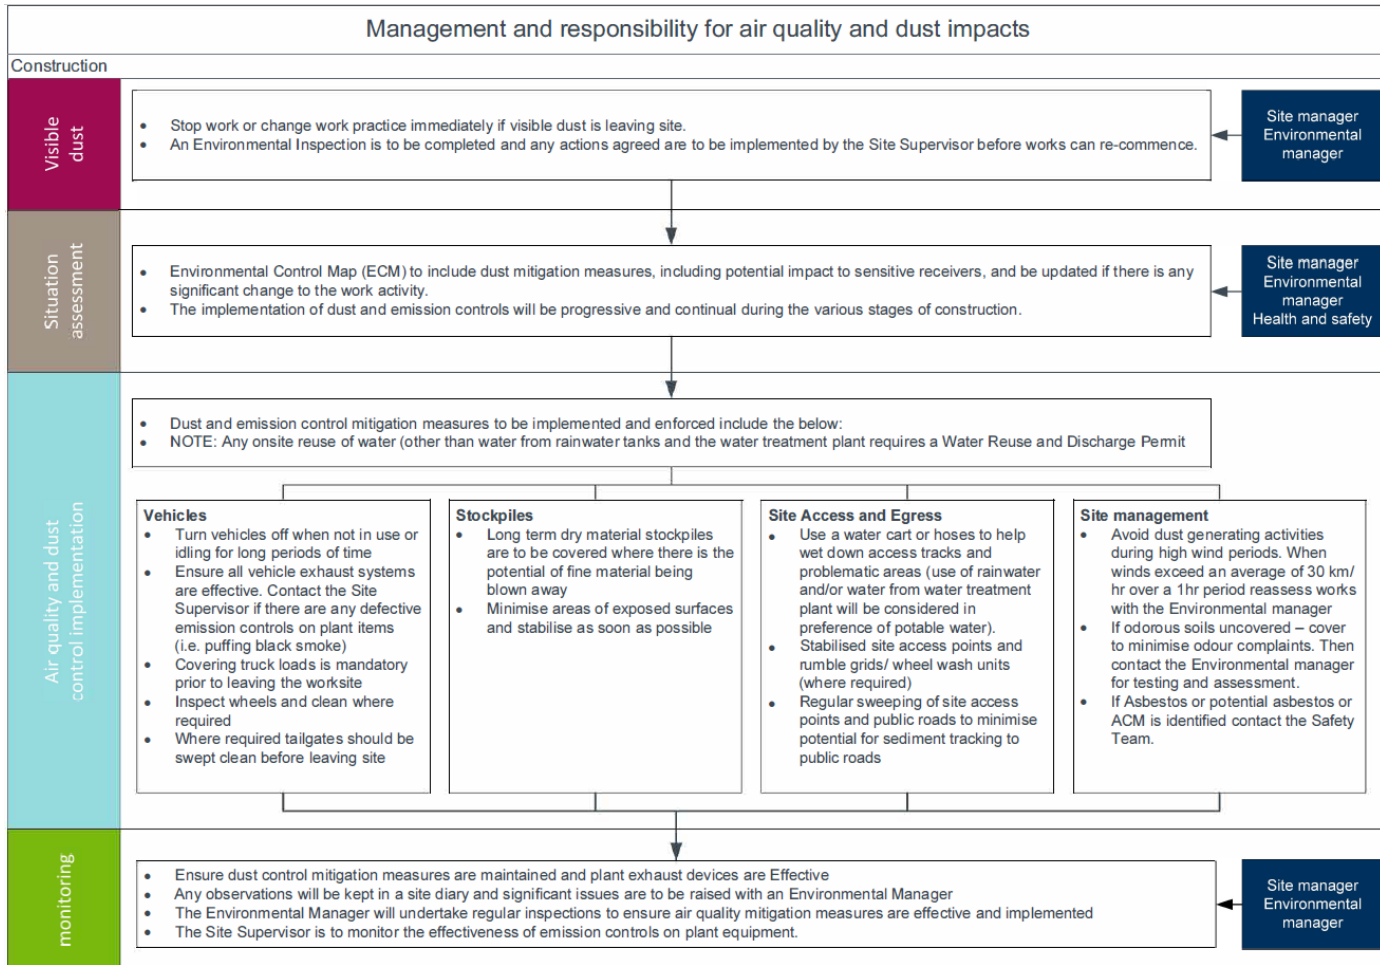 Management and responsibility for air quality and dust impacts
Construction
Visible
dust
• Stop work or change work practice immediately if visible dust is leaving site.
• An Environmental Inspection is to be completed and any actions agreed are to be implemented by the Site Supervisor before works can re-commence.
Site manager
Environmental
manager
Situation
assessment
• Environmental Control Map (ECM) to include dust mitigation measures, including potential impact to sensitive receivers, and be updated if there is any
significant change to the work activity.
• The implementation of dust and emission controls will be progressive and continual during the various stages of construction.
Site manager
Environmental
manager
Health and safety
Air quality and dust
control implementation
• Dust and emission control mitigation measures to be implemented and enforced include the below:
• NOTE: Any onsite reuse of water (other than water from rainwater tanks and the water treatment plant requires a Water Reuse and Discharge Permit
Vehicles
• Turn vehicles off when not in use or
idling for long periods of time
• Ensure all vehicle exhaust systems
are effective. Contact the Site
Supervisor if there are any defective
emission controls on plant items
(i.e. puffing black smoke)
• Covering truck loads is mandatory
prior to leaving the worksite
• Inspect wheels and clean where
required
• Where required tailgates should be
swept clean before leaving site
Stockpiles
• Long term dry material stockpiles
are to be covered where there is the
potential of fine material being
blown away
• Minimise areas of exposed surfaces
and stabilise as soon as possible
Site Access and Egress
• Use a water cart or hoses to help
wet down access tracks and
problematic areas (use of rainwater
and/or water from water treatment
plant will be considered in
preference of potable water).
• Stabilised site access points and
rumble grids/ wheel wash units
(where required)
• Regular sweeping of site access
points and public roads to minimise
potential for sediment tracking to
public roads
Site management
• Avoid dust generating activities
during high wind periods. When
winds exceed an average of 30 km/
hr over a 1hr period reassess works
with the Environmental manager
• If odorous soils uncovered – cover
to minimise odour complaints. Then
contact the Environmental manager
for testing and assessment.
• If Asbestos or potential asbestos or
ACM is identified contact the Safety
Team.
monitoring
• Ensure dust control mitigation measures are maintained and plant exhaust devices are Effective
• Any observations will be kept in a site diary and significant issues are to be raised with an Environmental Manager
• The Environmental Manager will undertake regular inspections to ensure air quality mitigation measures are effective and implemented
• The Site Supervisor is to monitor the effectiveness of emission controls on plant equipment.
Site manager
Environmental
manager